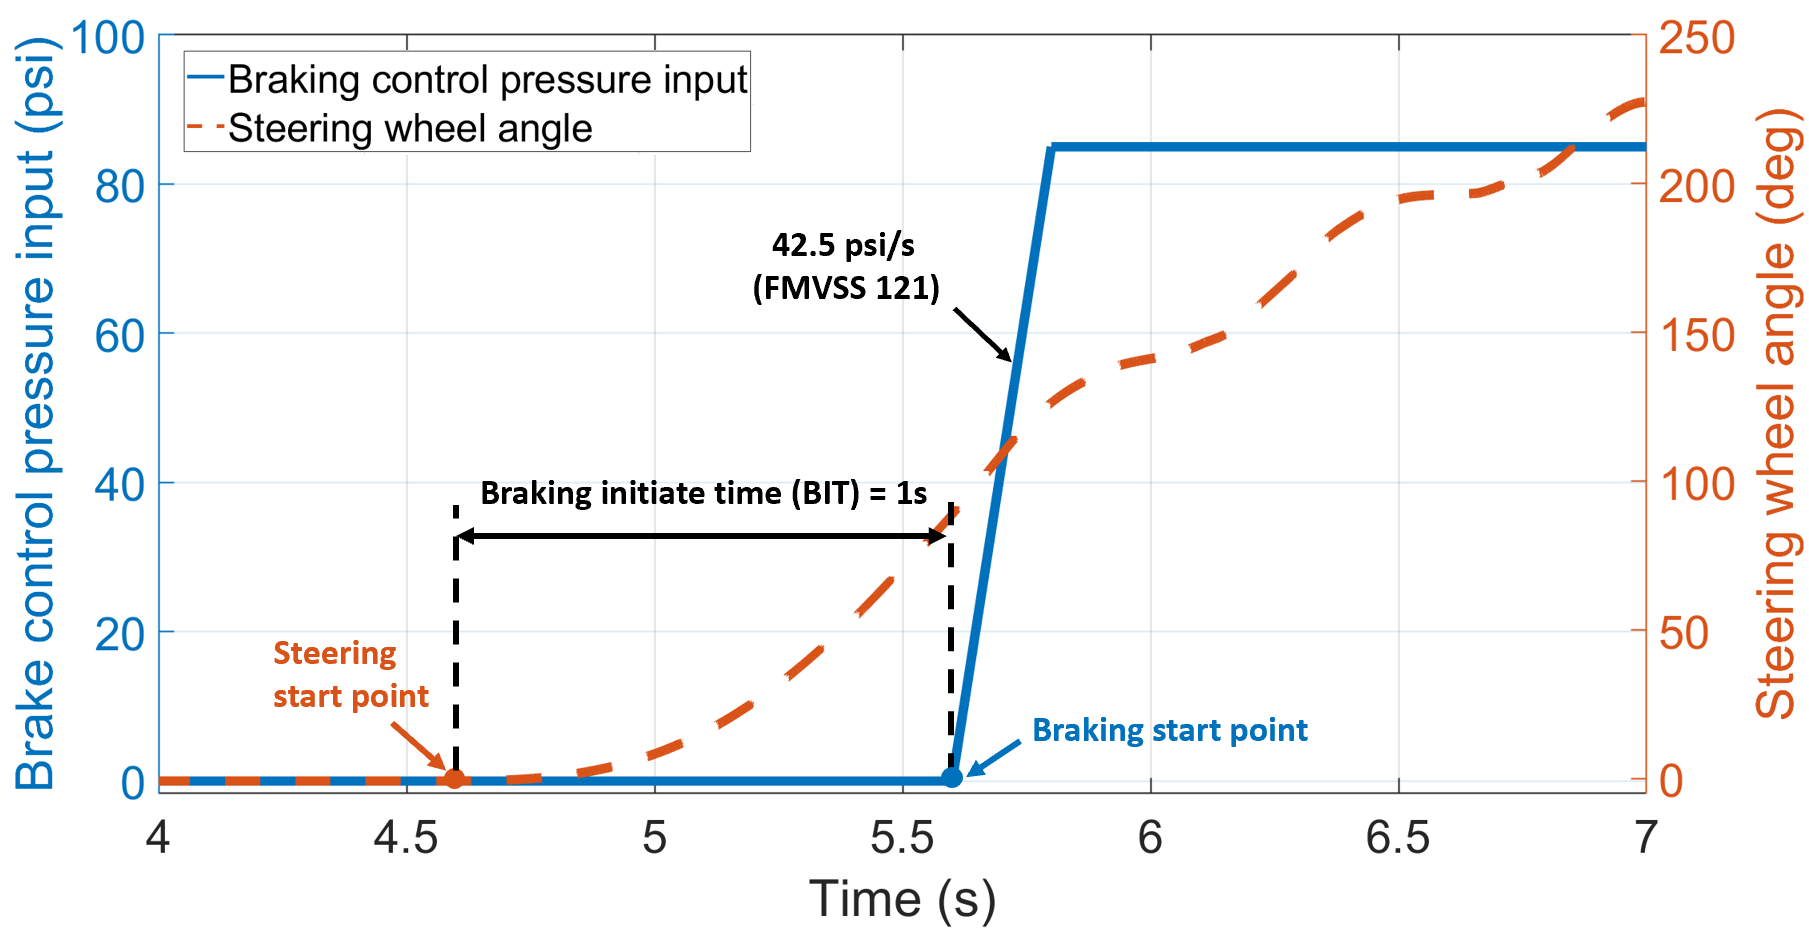 Braking control pressure input
Steering wheel angle
Brake control pressure input (psi)
100
80
60
40
20
0
Steering wheel angle (deg)
250
200
150
100
50
0
42.5 psi/s
(FMVSS 121)
Braking initiate time (BIT) = 1s
Steering
start point
Braking start point
4
4.5
5
5.5
6
6.5
7
Time (s)